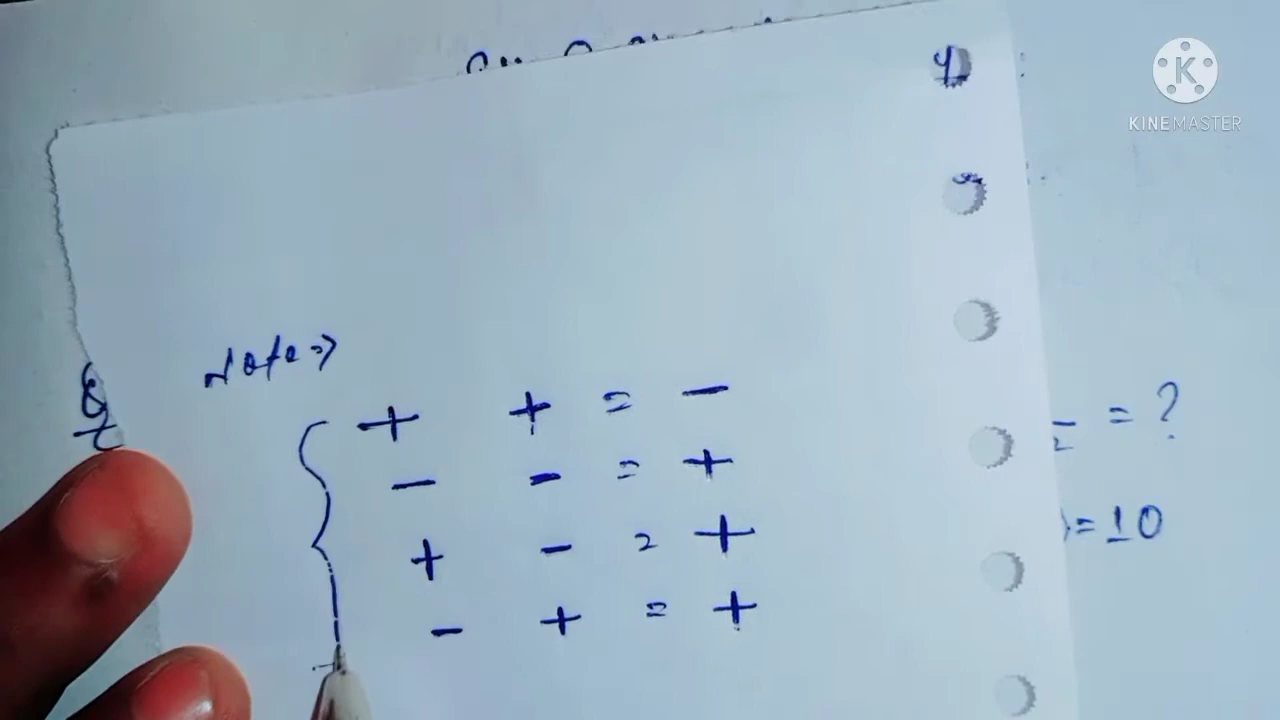 KINEMASTER
Note =>
+ + = -
- - = +
+ - = +
- + = +
= ?
)=10